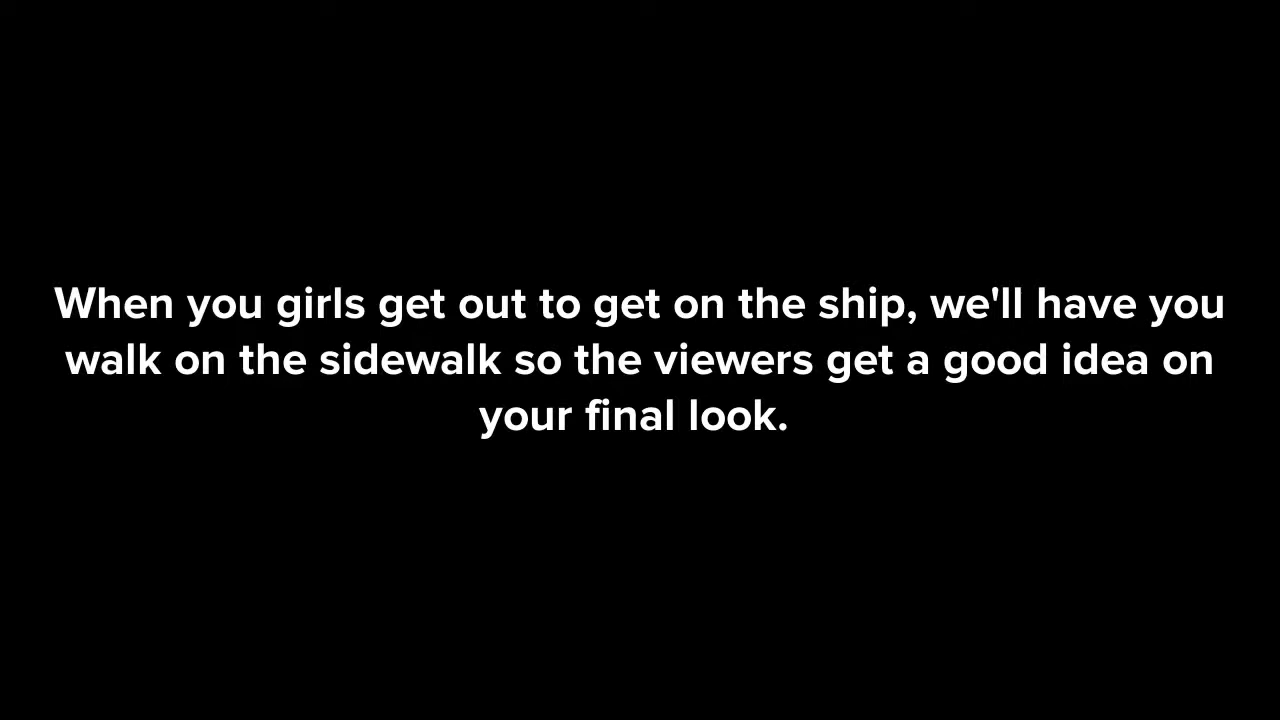 When you girls get out to get on the ship, we'll have you
walk on the sidewalk so the viewers get a good idea on
your final look.